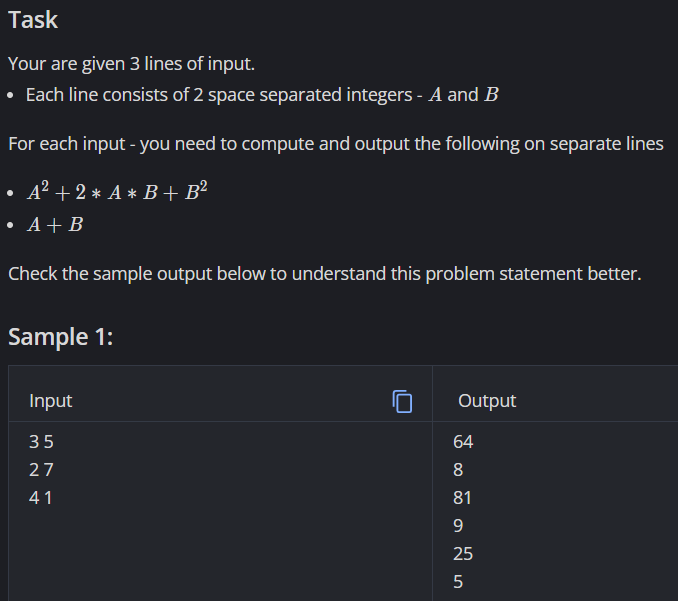 Task
Your are given 3 lines of input.
• Each line consists of 2 space separated integers - A and B
For each input - you need to compute and output the following on separate lines
• A² + 2 ∗ A ∗ B + B²
• A + B
Check the sample output below to understand this problem statement better.
Sample 1:
Input Output
3 5 64
2 7 8
4 1 81
9
25
5